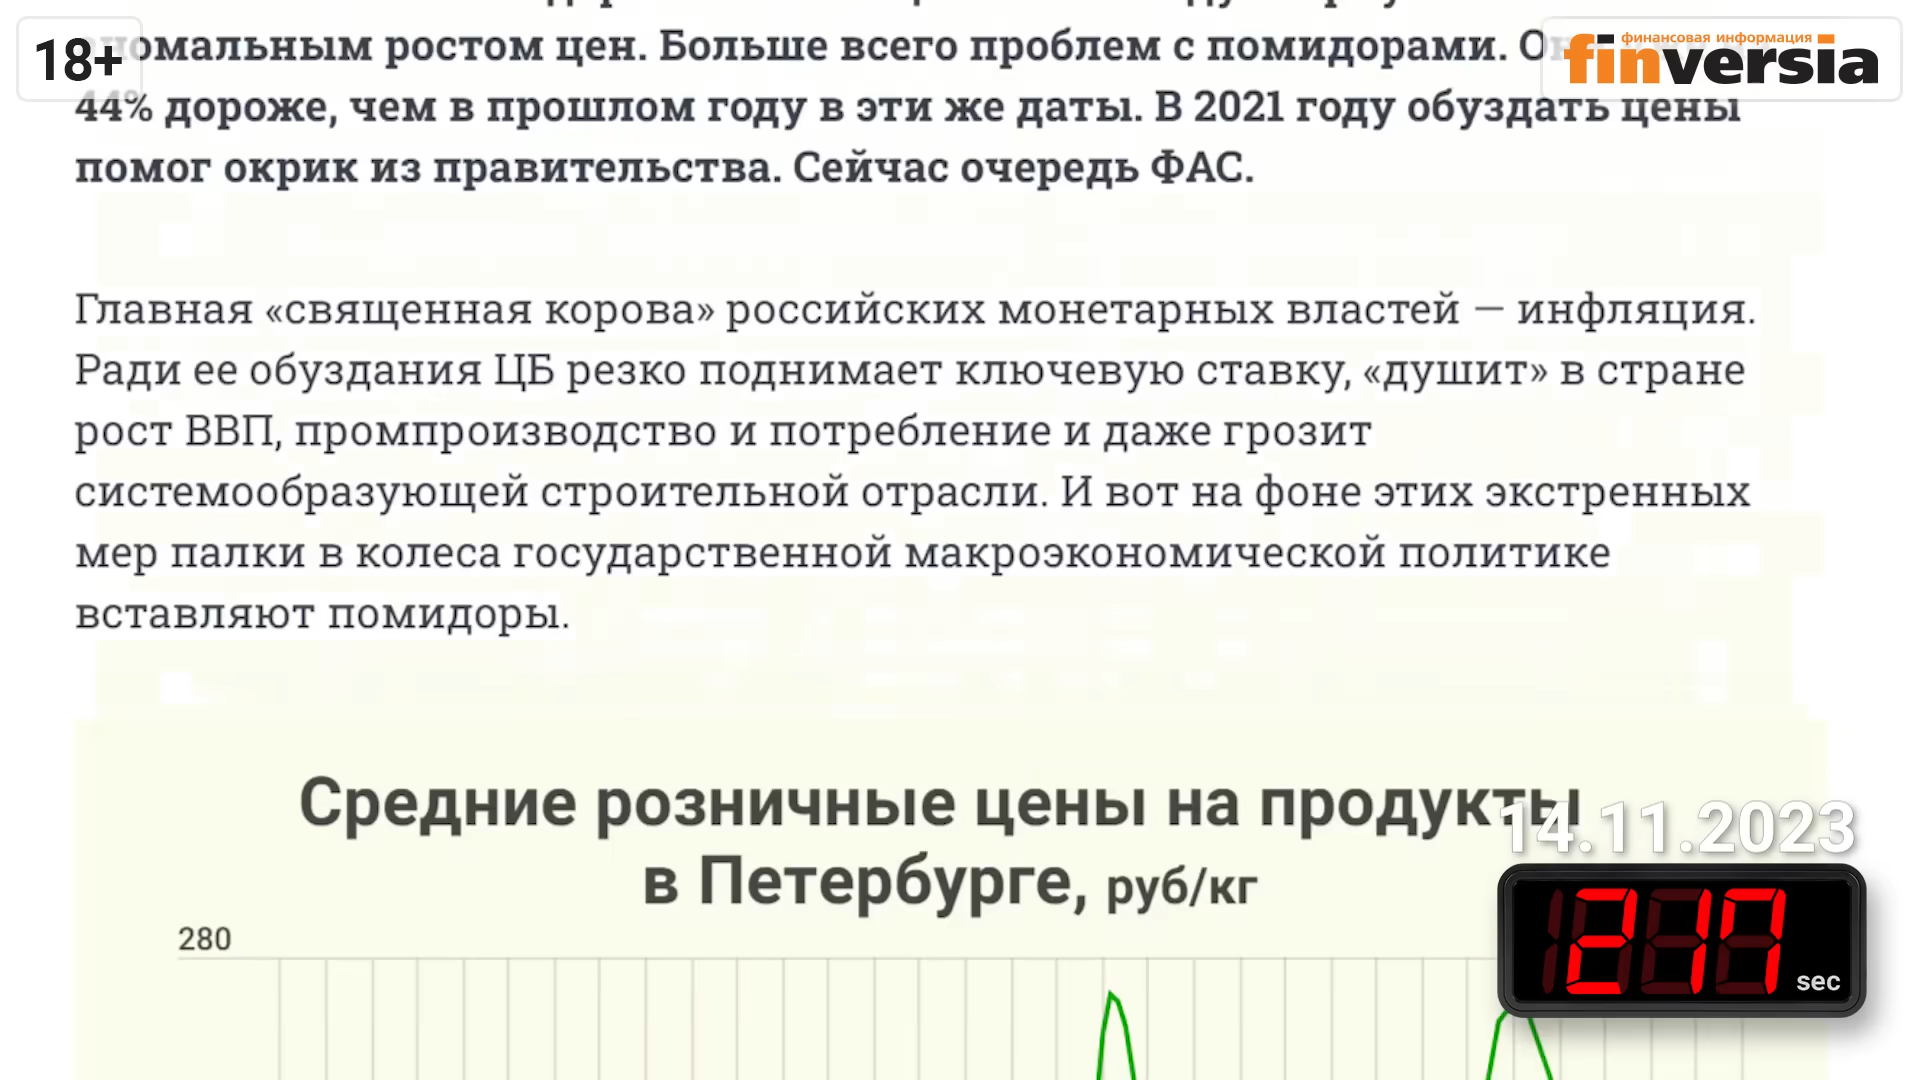 18+
финансовая информация
finversia
аномальным ростом цен. Больше всего проблем с помидорами.
44% дороже, чем в прошлом году в эти же даты. В 2021 году обуздать цены
помог окрик из правительства. Сейчас очередь ФАС.
Главная «священная корова» российских монетарных властей — инфляция.
Ради ее обуздания ЦБ резко поднимает ключевую ставку, «душит» в стране
рост ВВП, промпроизводство и потребление и даже грозит
системообразующей строительной отрасли. И вот на фоне этих экстренных
мер палки в колеса государственной макроэкономической политике
вставляют помидоры.
Средние розничные цены на продукты
в Петербурге, руб/кг
280
14.11.2023
217 sec